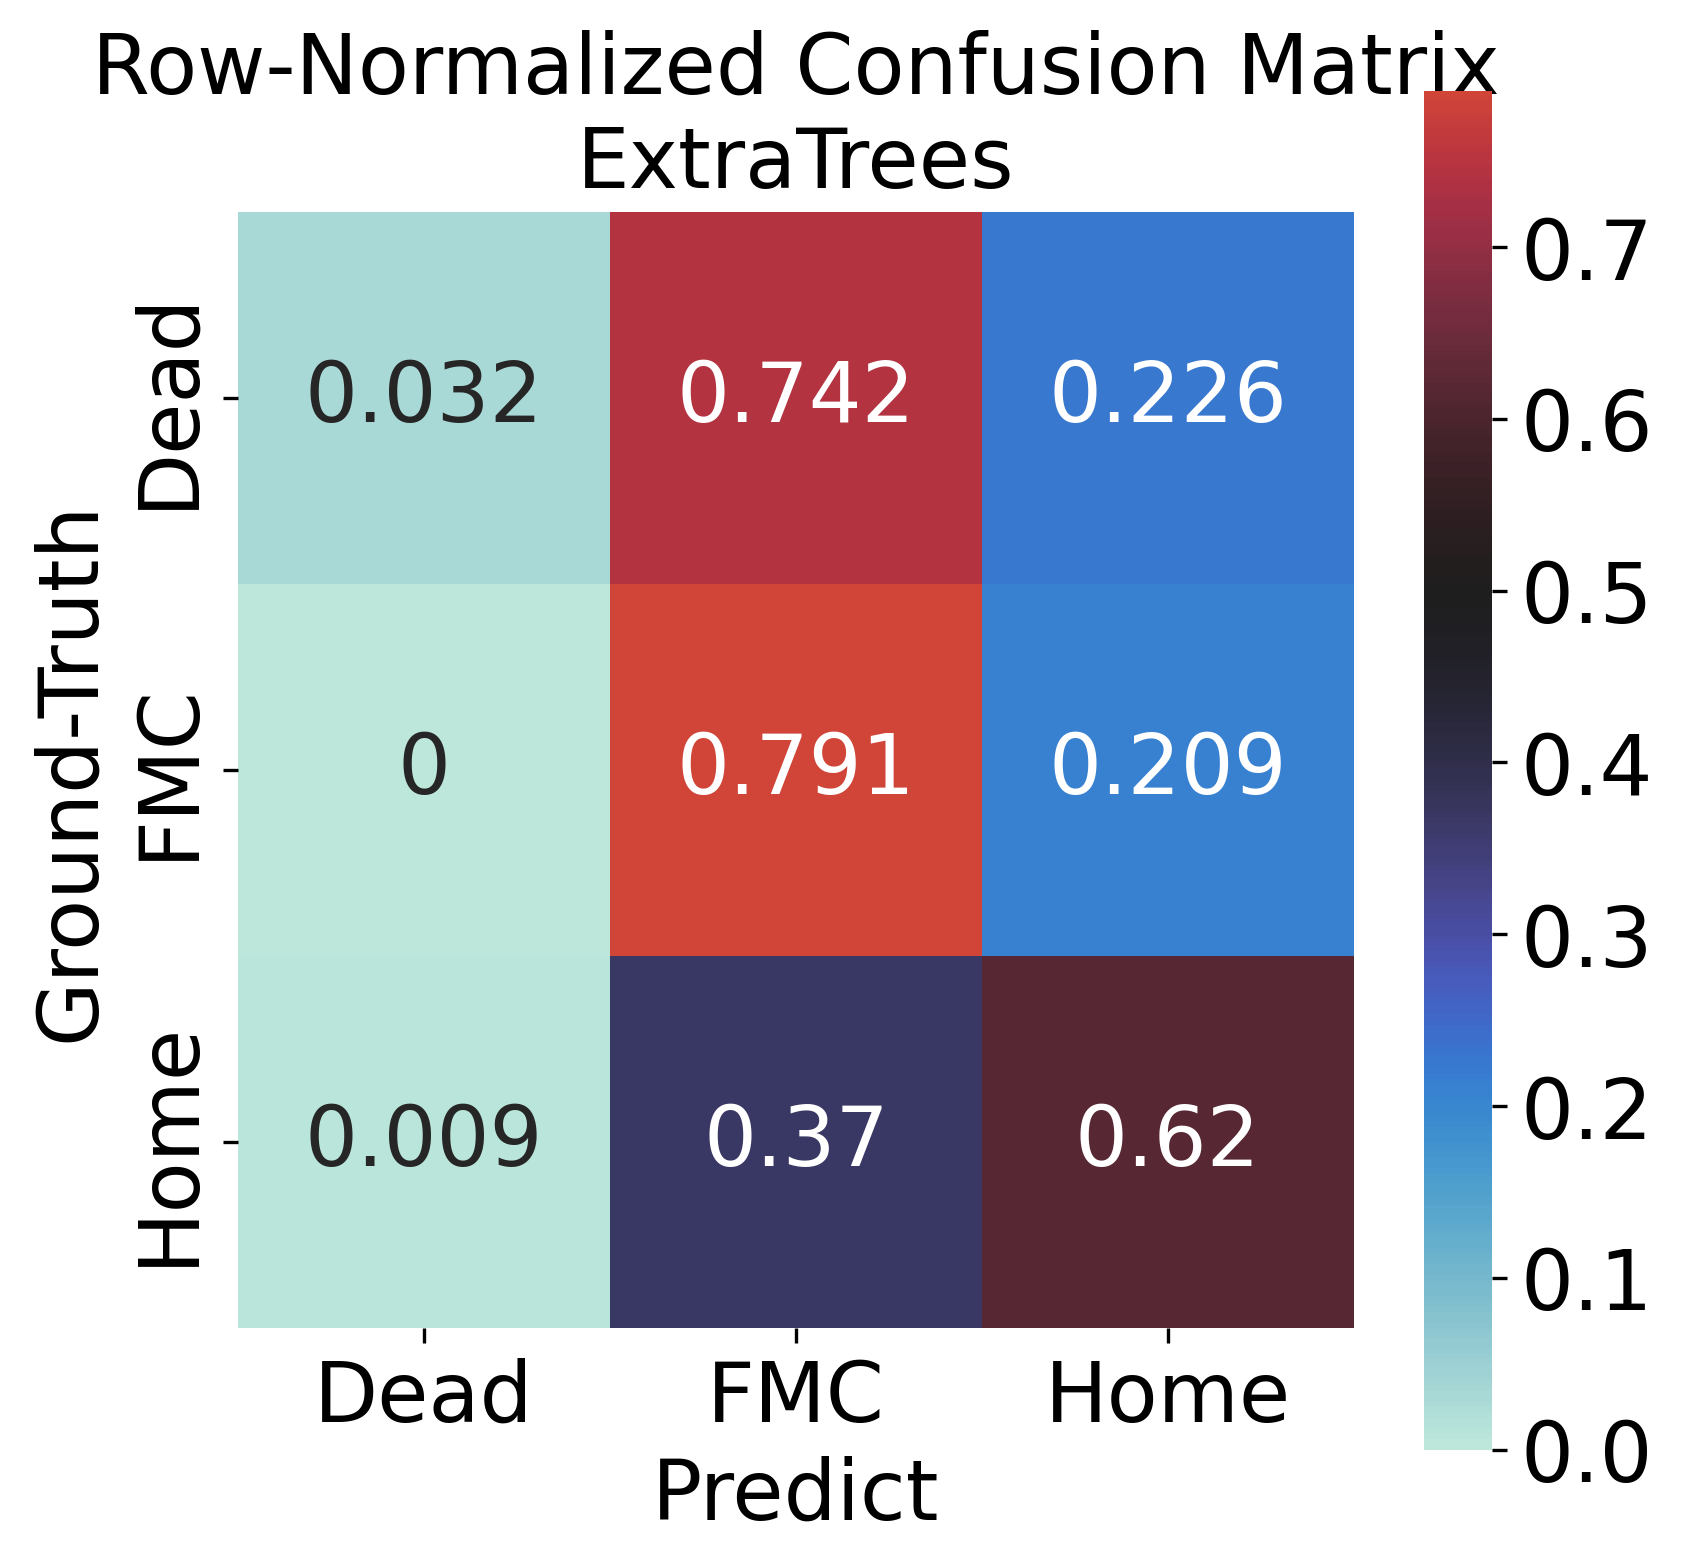 Row-Normalized Confusion Matrix
ExtraTrees
Ground-Truth
Dead
0.032 0.742 0.226
FMC
0 0.791 0.209
Home
0.009 0.37 0.62
Dead FMC Home
Predict
0.7
0.6
0.5
0.4
0.3
0.2
0.1
0.0